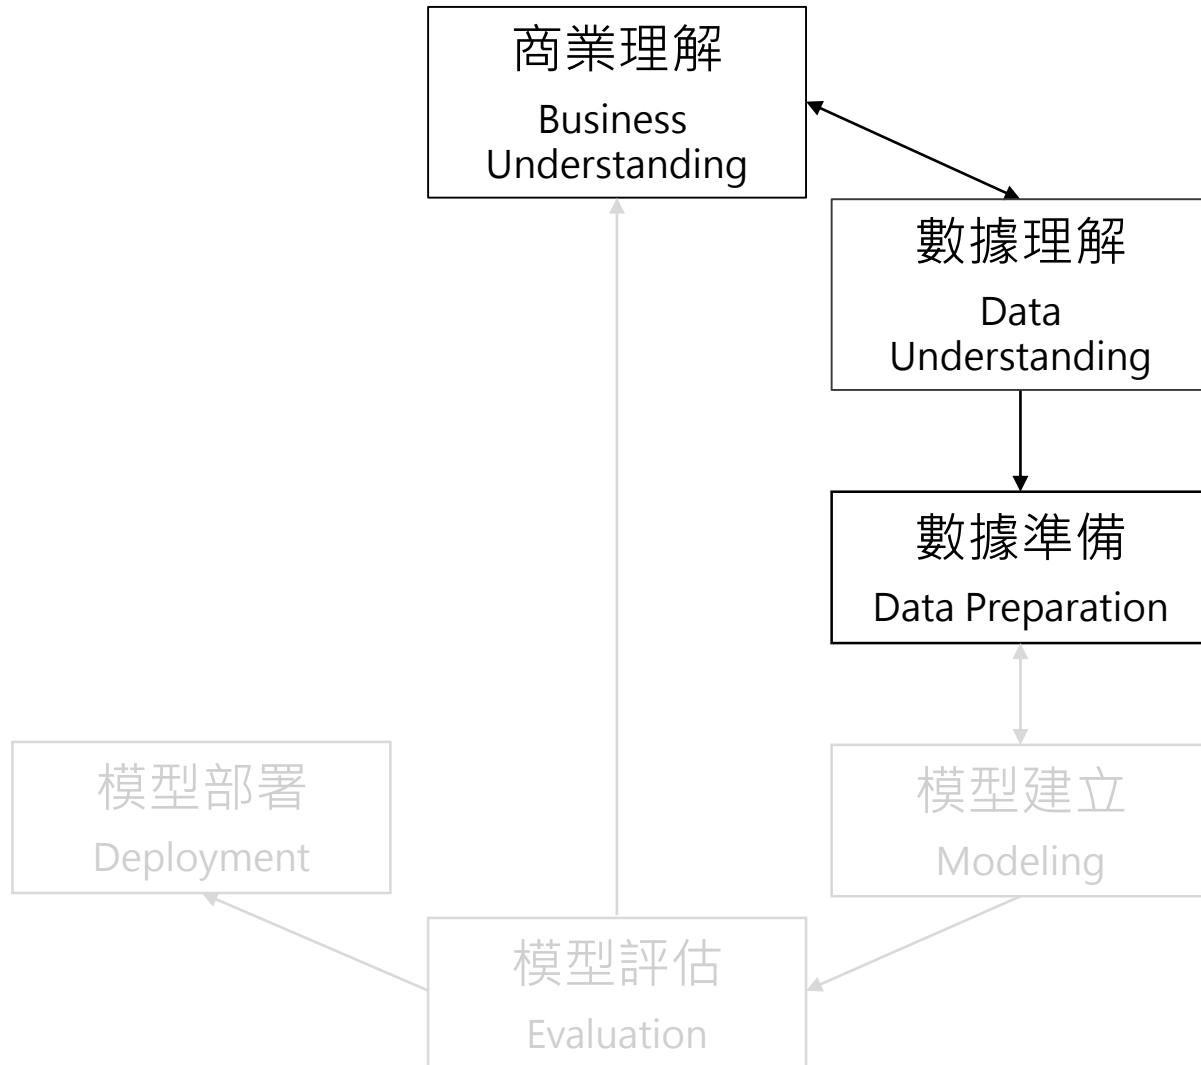 商業理解
Business
Understanding
數據理解
Data
Understanding
數據準備
Data Preparation
模型建立
Modeling
模型評估
Evaluation
模型部署
Deployment